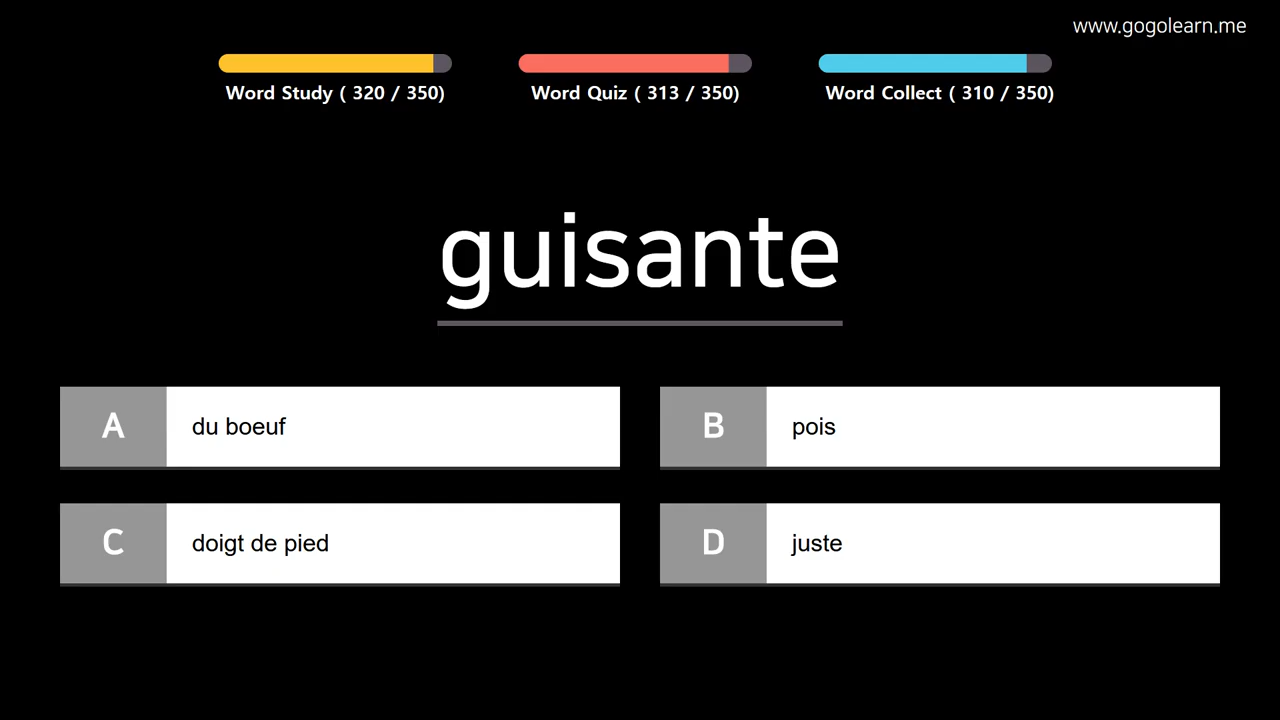 www.gogolearn.me
Word Study ( 320 / 350)
Word Quiz ( 313 / 350)
Word Collect ( 310 / 350)
guisante
A du boeuf
B pois
C doigt de pied
D juste